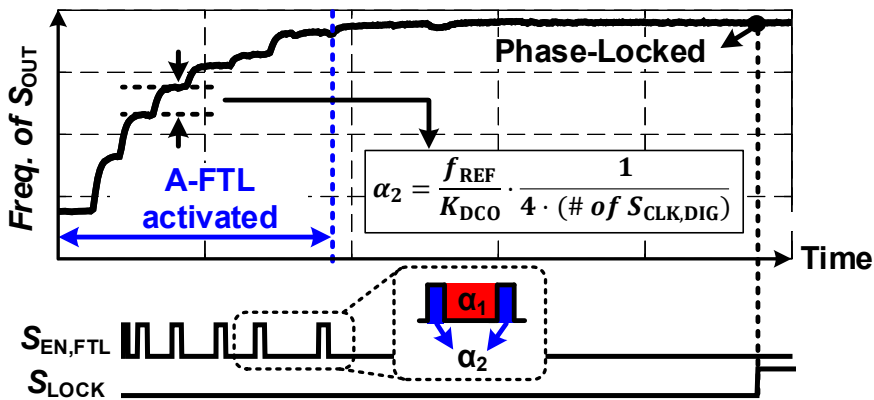 Freq. of SOUT
Phase-Locked
A-FTL
activated
α2 = fREF / KDCO · 1 / 4 · (# of SCLK,DIG)
Time
SEN,FTL
α1
α2
SLOCK